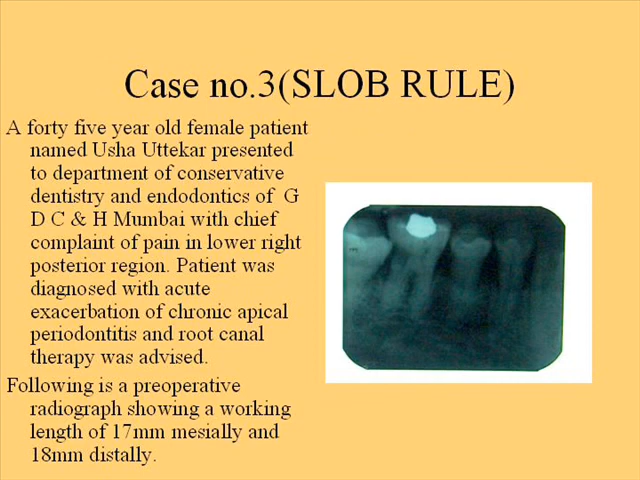 Case no.3(SLOB RULE)
A forty five year old female patient
named Usha Uttekar presented
to department of conservative
dentistry and endodontics of  G
D C & H Mumbai with chief
complaint of pain in lower right
posterior region. Patient was
diagnosed with acute
exacerbation of chronic apical
periodontitis and root canal
therapy was advised.
Following is a preoperative
radiograph showing a working
length of 17mm mesially and
18mm distally.